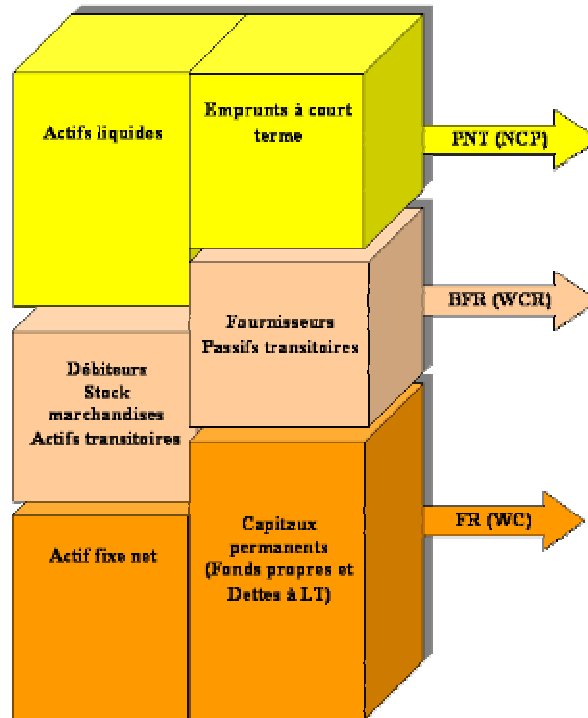 Actifs liquides
Emprunts à court
terme
PNT (NCP)
Fournisseurs
Passifs transitoires
BFR (WCR)
Débiteurs
Stock
marchandises
Actifs transitoires
Actif fixe net
Capitaux
permanents
(Fonds propres et
Dettes à LT)
FR (WC)